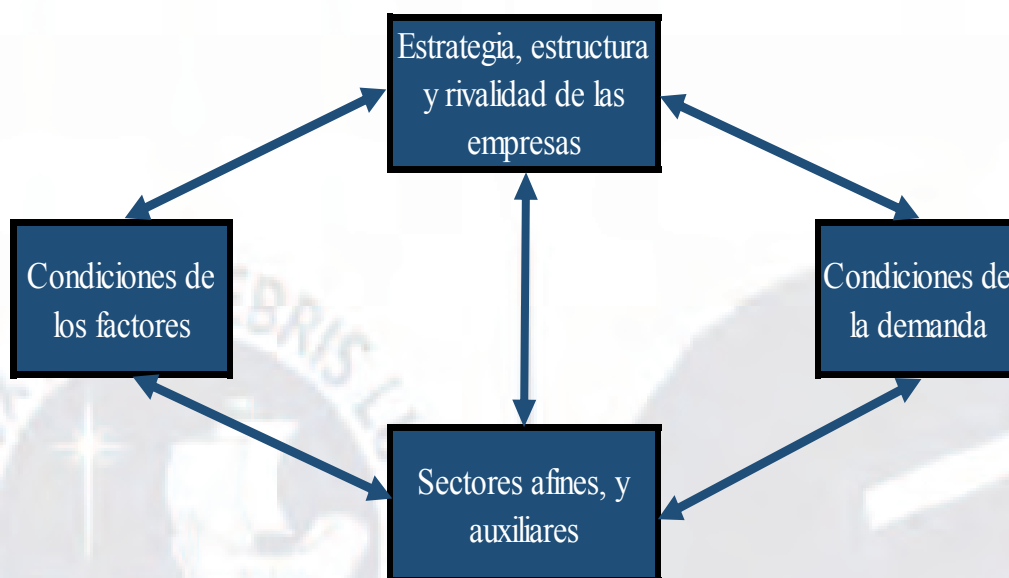 Estrategia, estructura
y rivalidad de las
empresas
Condiciones de
los factores
Condiciones de
la demanda
Sectores afines, y
auxiliares